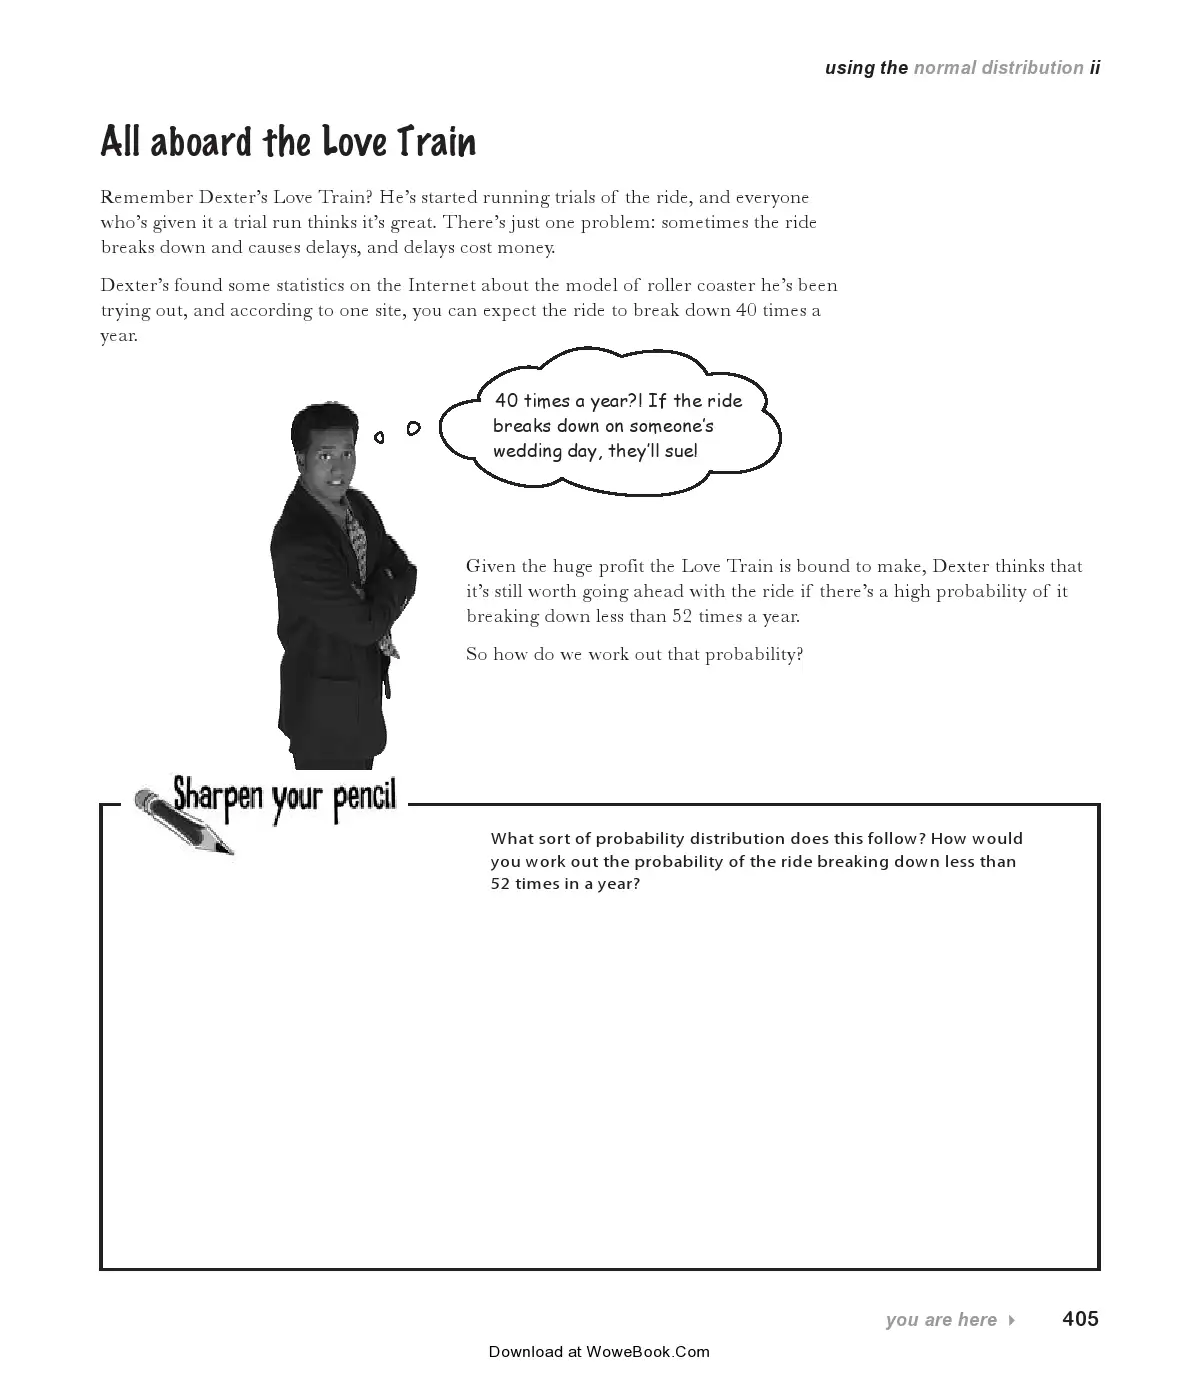 using the normal distribution ii
All aboard the Love Train
Remember Dexter's Love Train? He's started running trials of the ride, and everyone
who's given it a trial run thinks it's great. There's just one problem: sometimes the ride
breaks down and causes delays, and delays cost money.
Dexter's found some statistics on the Internet about the model of roller coaster he's been
trying out, and according to one site, you can expect the ride to break down 40 times a
year.
40 times a year?! If the ride
breaks down on someone's
wedding day, they'll sue!
Given the huge profit the Love Train is bound to make, Dexter thinks that
it's still worth going ahead with the ride if there's a high probability of it
breaking down less than 52 times a year.
So how do we work out that probability?
Sharpen your pencil
What sort of probability distribution does this follow? How would
you work out the probability of the ride breaking down less than
52 times in a year?
you are here
405
Download at WoweBook.Com